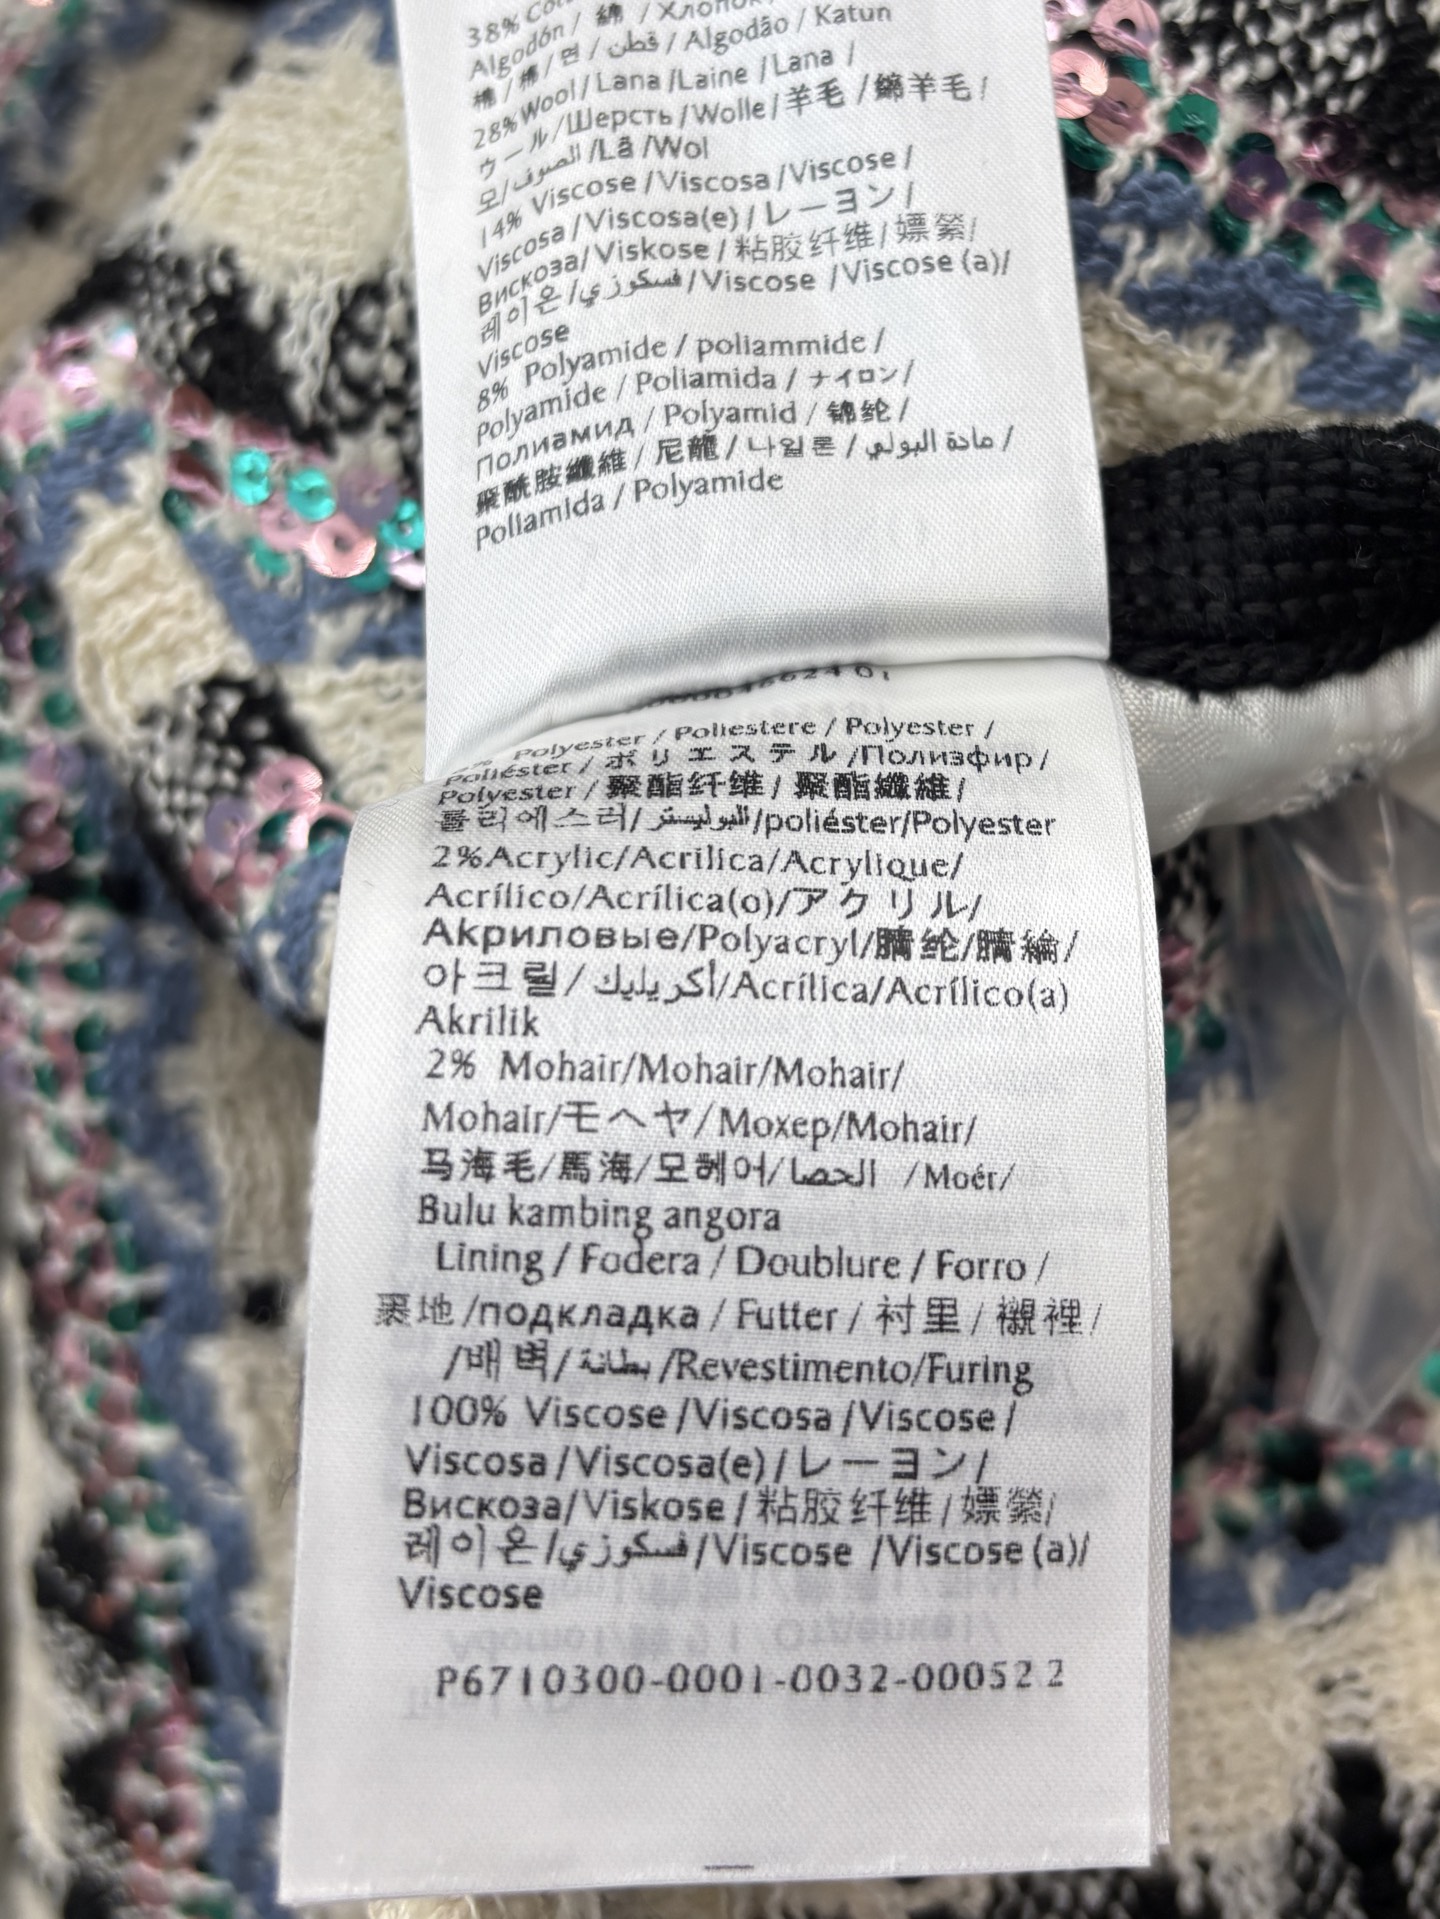 38%
Algodón / 綿 / Хлопок
棉 / 棉 / 면 / قطن / Algodão / Katun
28% Wool / Lana /Laine /Lana /
ウール /Шерсть /Wolle/ 羊毛 / 綿羊毛 /
모/ الصوف /Lã /Wol
14% Viscose /Viscosa /Viscose /
Viscosa /Viscosa(e) / レーヨン /
Вискоза/ Viskose / 粘胶纤维/ 嫖縈/
레이온 /فسكوزي /Viscose /Viscose (a)/
Viscose
8% Polyamide / poliammide /
Polyamide / Poliamida / ナイロン/
Полиамид / Polyamid / 锦纶 /
聚酰胺纖維 / 尼龍 / 나일론 / مادة البولي /
Poliamida / Polyamide
Polyester / Poliestere / Polyester /
Poliéster / ポリエステル /Полиэфир/
Polyester / 聚酯纤维 / 聚酯纖維/
폴리에스러/ البوليستر/poliéster/Polyester
2%Acrylic/Acrilica/Acrylique/
Acrílico/Acrílica(o)/アクリル/
Акриловые/Polyacryl/腈纶/腈綸/
아크릴/ أكريليك/Acrílica/Acrílico(a)
Akrilik
2% Mohair/Mohair/Mohair/
Mohair/モヘヤ/Мохер/Mohair/
马海毛/馬海/모헤어/الحصا /Moér/
Bulu kambing angora
Lining / Fodera / Doublure / Forro /
裏地 /подкладка / Futter / 衬里 / 襯裡/
/배벽/ بطانة /Revestimento/Furing
100% Viscose /Viscosa /Viscose /
Viscosa /Viscosa(e) / レーヨン /
Вискоза/ Viskose / 粘胶纤维 / 嫖縈/
레이온 /فسكوزي /Viscose /Viscose (a)/
Viscose
P6710300-0001-0032-000522